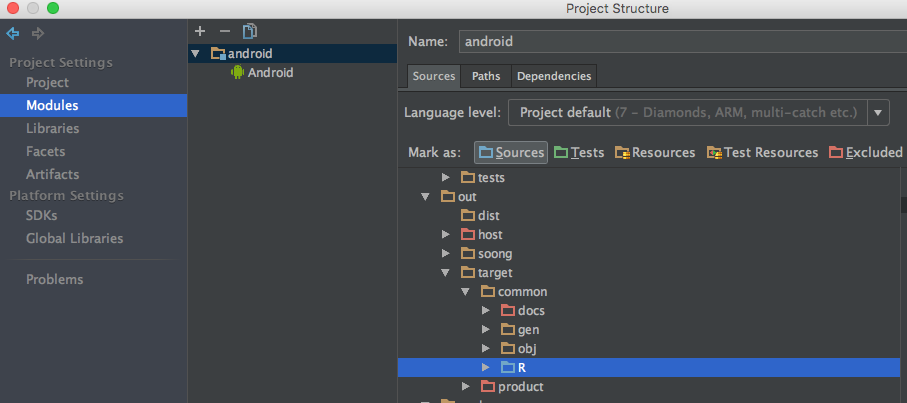 Project Structure
Project Settings
Project
Modules
Libraries
Facets
Artifacts
Platform Settings
SDKs
Global Libraries
Problems
android
Android
Name: android
Sources Paths Dependencies
Language level: Project default (7 – Diamonds, ARM, multi-catch etc.)
Mark as: Sources Tests Resources Test Resources Excluded
tests
out
dist
host
soong
target
common
docs
gen
obj
R
product